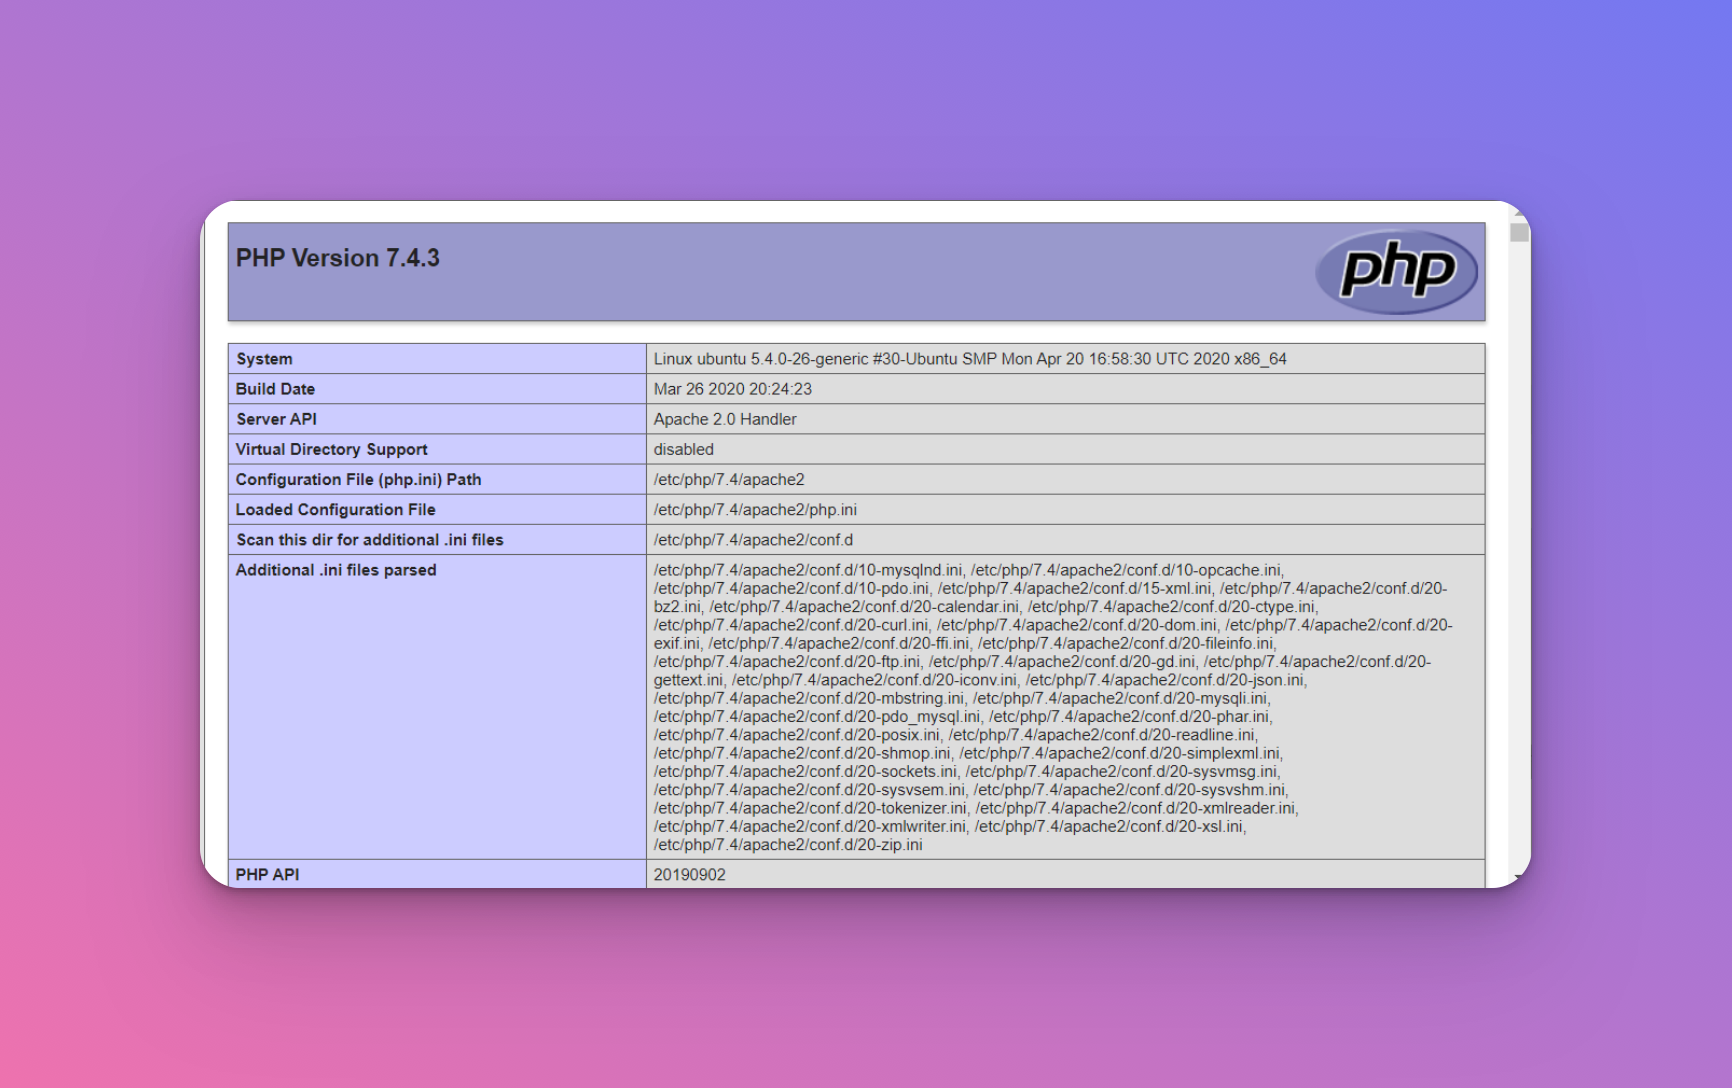 PHP Version 7.4.3
php
System Linux ubuntu 5.4.0-26-generic #30-Ubuntu SMP Mon Apr 20 16:58:30 UTC 2020 x86_64
Build Date Mar 26 2020 20:24:23
Server API Apache 2.0 Handler
Virtual Directory Support disabled
Configuration File (php.ini) Path /etc/php/7.4/apache2
Loaded Configuration File /etc/php/7.4/apache2/php.ini
Scan this dir for additional .ini files /etc/php/7.4/apache2/conf.d
Additional .ini files parsed /etc/php/7.4/apache2/conf.d/10-mysqlnd.ini, /etc/php/7.4/apache2/conf.d/10-opcache.ini,
/etc/php/7.4/apache2/conf.d/10-pdo.ini, /etc/php/7.4/apache2/conf.d/15-xml.ini, /etc/php/7.4/apache2/conf.d/20-
bz2.ini, /etc/php/7.4/apache2/conf.d/20-calendar.ini, /etc/php/7.4/apache2/conf.d/20-ctype.ini,
/etc/php/7.4/apache2/conf.d/20-curl.ini, /etc/php/7.4/apache2/conf.d/20-dom.ini, /etc/php/7.4/apache2/conf.d/20-
exif.ini, /etc/php/7.4/apache2/conf.d/20-ffi.ini, /etc/php/7.4/apache2/conf.d/20-fileinfo.ini,
/etc/php/7.4/apache2/conf.d/20-ftp.ini, /etc/php/7.4/apache2/conf.d/20-gd.ini, /etc/php/7.4/apache2/conf.d/20-
gettext.ini, /etc/php/7.4/apache2/conf.d/20-iconv.ini, /etc/php/7.4/apache2/conf.d/20-json.ini,
/etc/php/7.4/apache2/conf.d/20-mbstring.ini, /etc/php/7.4/apache2/conf.d/20-mysqli.ini,
/etc/php/7.4/apache2/conf.d/20-pdo_mysql.ini, /etc/php/7.4/apache2/conf.d/20-phar.ini,
/etc/php/7.4/apache2/conf.d/20-posix.ini, /etc/php/7.4/apache2/conf.d/20-readline.ini,
/etc/php/7.4/apache2/conf.d/20-shmop.ini, /etc/php/7.4/apache2/conf.d/20-simplexml.ini,
/etc/php/7.4/apache2/conf.d/20-sockets.ini, /etc/php/7.4/apache2/conf.d/20-sysvmsg.ini,
/etc/php/7.4/apache2/conf.d/20-sysvsem.ini, /etc/php/7.4/apache2/conf.d/20-sysvshm.ini,
/etc/php/7.4/apache2/conf.d/20-tokenizer.ini, /etc/php/7.4/apache2/conf.d/20-xmlreader.ini,
/etc/php/7.4/apache2/conf.d/20-xmlwriter.ini, /etc/php/7.4/apache2/conf.d/20-xsl.ini,
/etc/php/7.4/apache2/conf.d/20-zip.ini
PHP API 20190902